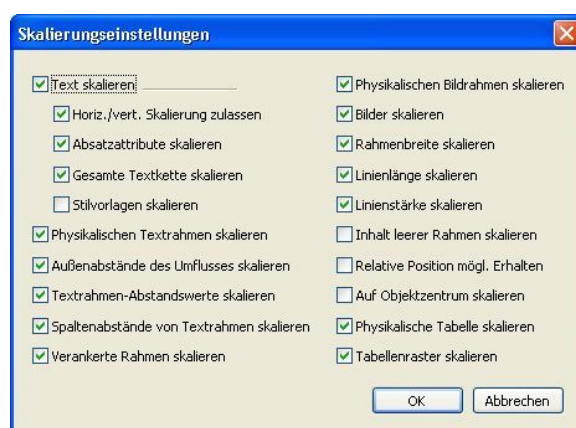 Skalierungseinstellungen
Text skalieren
Horiz./vert. Skalierung zulassen
Absatzattribute skalieren
Gesamte Textkette skalieren
Stilvorlagen skalieren
Physikalischen Textrahmen skalieren
Außenabstände des Umflusses skalieren
Textrahmen-Abstandswerte skalieren
Spaltenabstände von Textrahmen skalieren
Verankerte Rahmen skalieren
Physikalischen Bildrahmen skalieren
Bilder skalieren
Rahmenbreite skalieren
Linienlänge skalieren
Linienstärke skalieren
Inhalt leerer Rahmen skalieren
Relative Position mögl. Erhalten
Auf Objektzentrum skalieren
Physikalische Tabelle skalieren
Tabellenraster skalieren
OK
Abbrechen